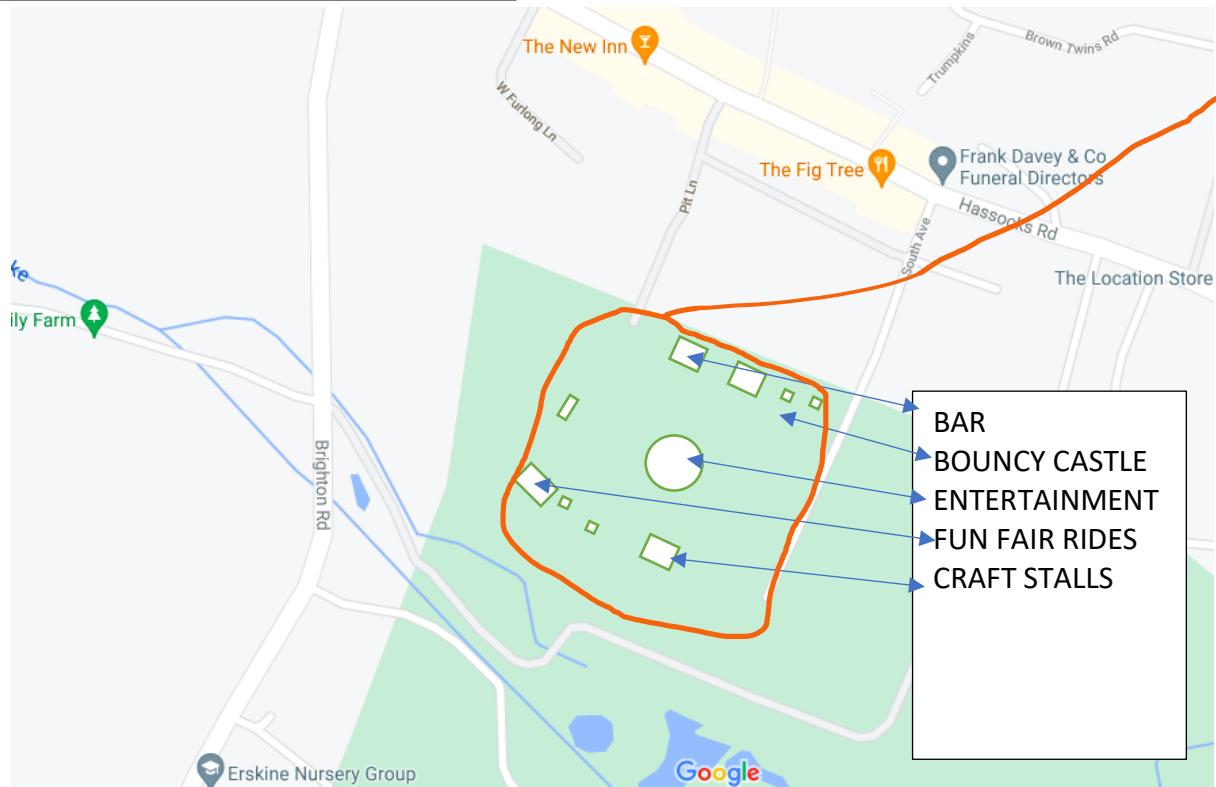 The New Inn
Brown Twins Rd
Trumpkins
W Furlong Ln
Frank Davey & Co
Funeral Directors
The Fig Tree
Pit Ln
Hassocks Rd
South Ave
ke
The Location Store
ily Farm
BAR
BOUNCY CASTLE
Brighton Rd
ENTERTAINMENT
FUN FAIR RIDES
CRAFT STALLS
Erskine Nursery Group
Google